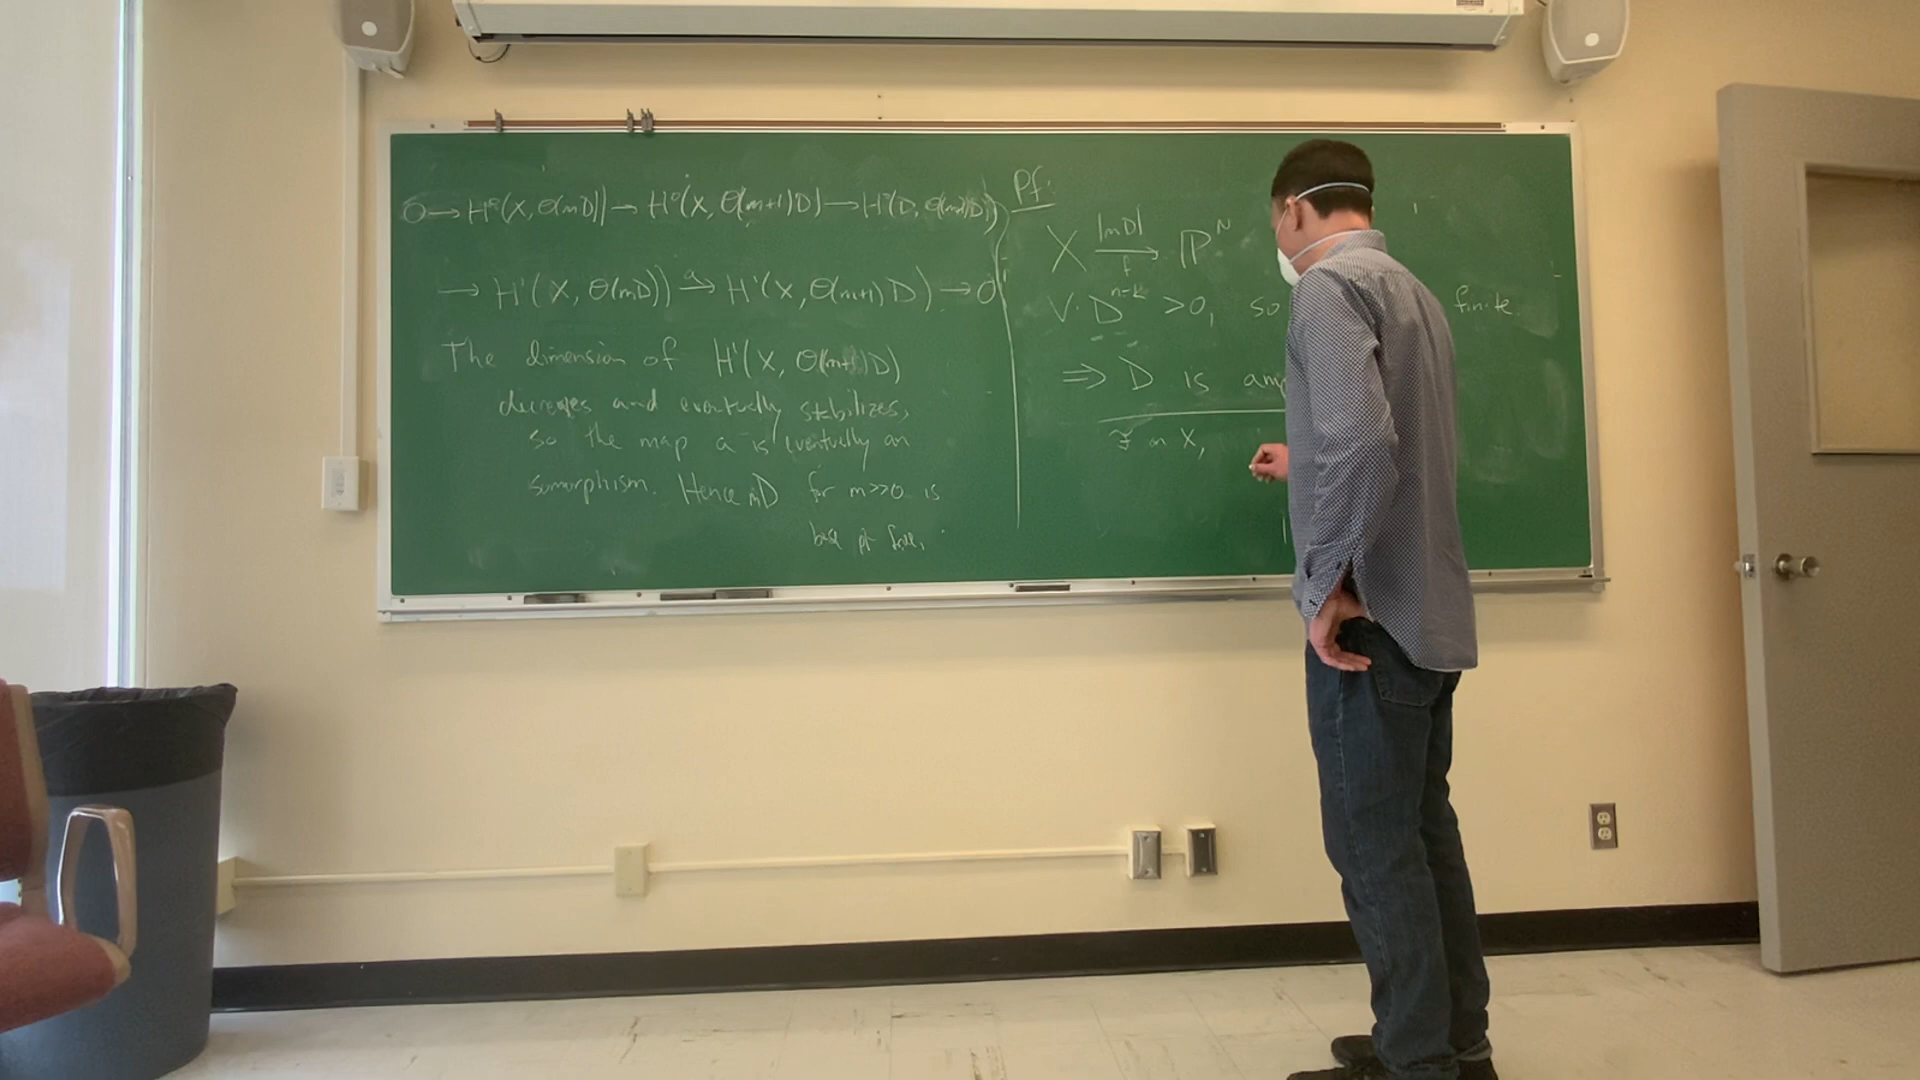 0 → H⁰(X, O(mD)) → H⁰(X, O(m+1)D) → H⁰(D, O(m+1)D)
→ H¹(X, O(mD)) →ᵃ H¹(X, O(m+1)D) → 0
The dimension of H¹(X, O(m+1)D)
decreases and eventually stabilizes,
so the map a is eventually an
isomorphism. Hence mD for m>>0 is
base pt free.
Pf.
X |mD| → f ℙᴺ
V · Dⁿ⁻ᵏ > 0, so finite.
⇒ D is
F on X,